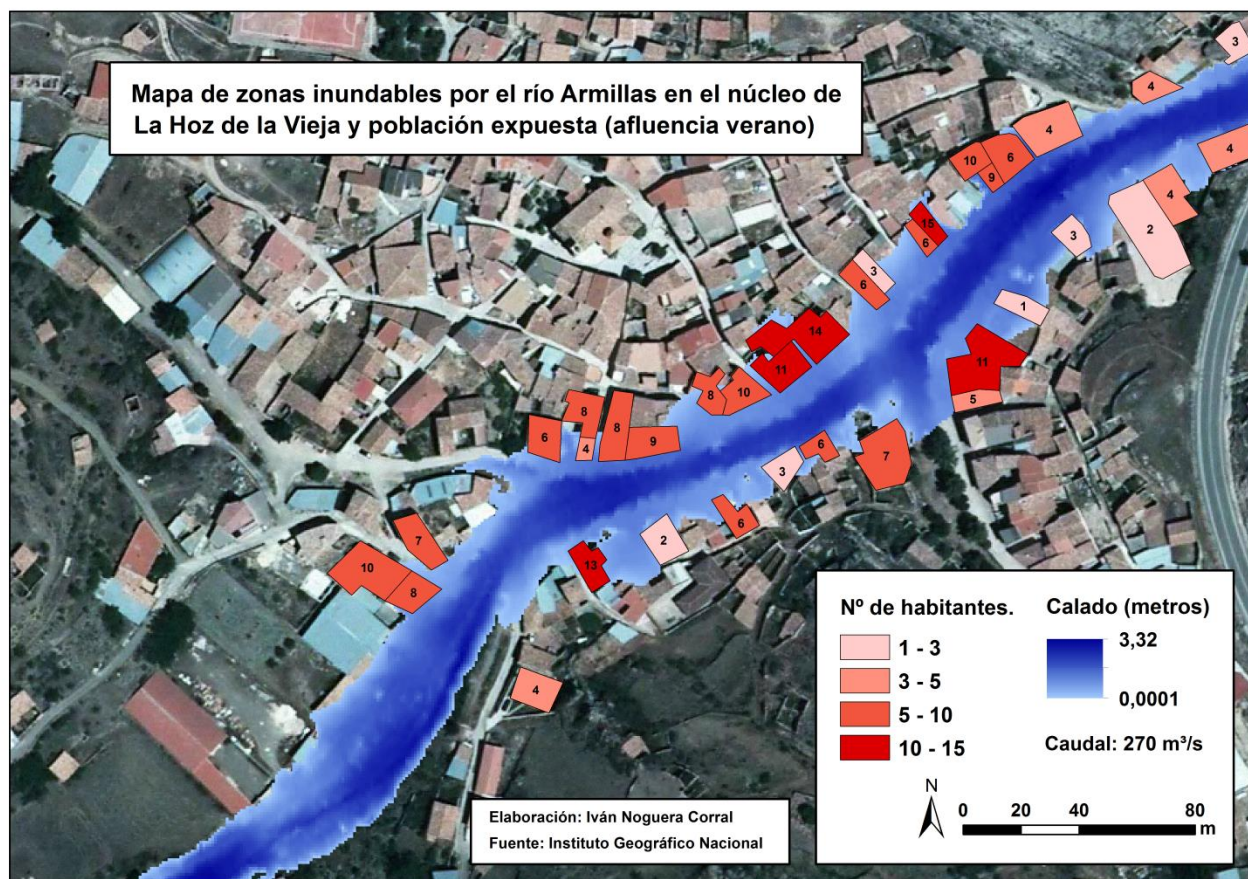 Mapa de zonas inundables por el río Armillas en el núcleo de
La Hoz de la Vieja y población expuesta (afluencia verano)
3
4
4
4
10
6
9
4
2
15
6
3
3
6
1
14
11
11
5
8
10
8
6
4
8
9
6
7
3
6
7
2
13
10
8
4
Nº de habitantes.
1 - 3
3 - 5
5 - 10
10 - 15
Calado (metros)
3,32
0,0001
Caudal: 270 m³/s
N
0 20 40 80
m
Elaboración: Iván Noguera Corral
Fuente: Instituto Geográfico Nacional